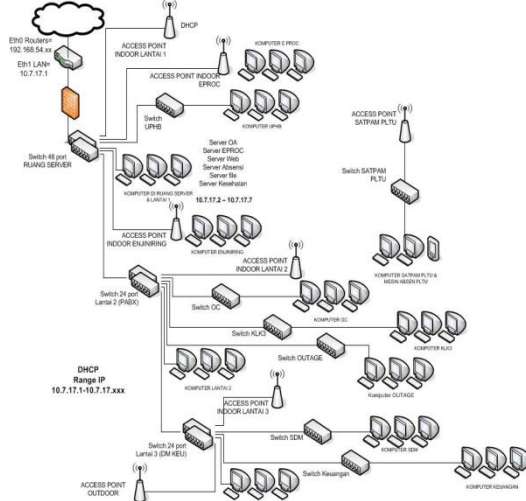 DHCP
Eth0 Routers=
192.168.54.xx
Eth1 LAN=
10.7.17.1
ACCESS POINT
INDOOR LANTAI 1
KOMPUTER E PROC
ACCESS POINT INDOOR
EPROC
Switch
UPHB
KOMPUTER UPHB
ACCESS POINT
SATPAM PLTU
Switch 48 port
RUANG SERVER
Server OA
Server EPROC
Server Web
Server Absensi
Server file
Server Kesehatan
10.7.17.2 – 10.7.17.7
KOMPUTER DI RUANG SERVER
& LANTAI 1
Switch SATPAM
PLTU
ACCESS POINT
INDOOR ENJINIRING
KOMPUTER ENJINIRING
ACCESS POINT
INDOOR LANTAI 2
KOMPUTER SATPAM PLTU &
MESIN ABSEN PLTU
Switch 24 port
Lantai 2 (PABX)
Switch OC
KOMPUTER OC
Switch KLK3
KOMPUTER KLK3
Switch OUTAGE
Komputer OUTAGE
DHCP
Range IP
10.7.17.1-10.7.17.xxx
KOMPUTER LANTAI 2
ACCESS POINT
INDOOR LANTAI 3
Switch 24 port
Lantai 3 (DM KEU)
Switch SDM
KOMPUTER SDM
Switch Keuangan
KOMPUTER KEUANGAN
ACCESS POINT
OUTDOOR